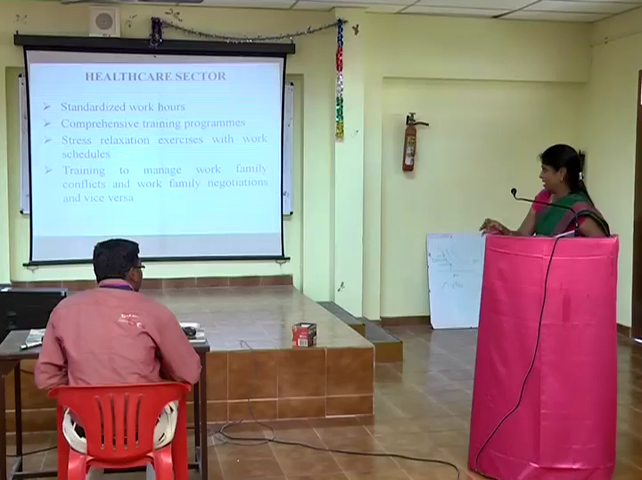 HEALTHCARE SECTOR
➢ Standardized work hours
➢ Comprehensive training programmes
➢ Stress relaxation exercises with work
schedules
➢ Training to manage work family
conflicts and work family negotiations
and vice versa